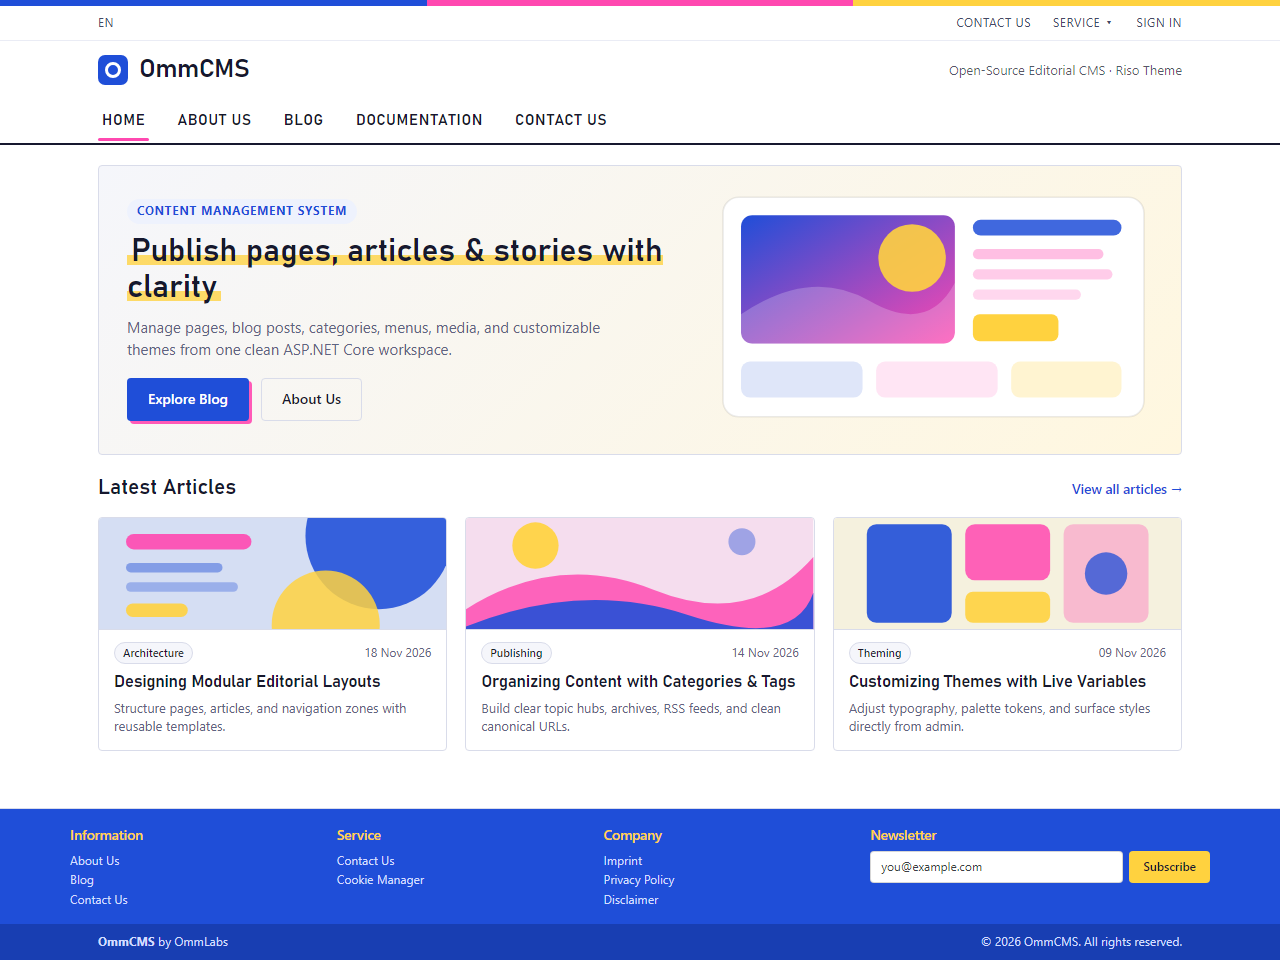 EN
CONTACT US
SERVICE
SIGN IN
OmmCMS
Open-Source Editorial CMS · Riso Theme
HOME
ABOUT US
BLOG
DOCUMENTATION
CONTACT US
CONTENT MANAGEMENT SYSTEM
Publish pages, articles & stories with
clarity
Manage pages, blog posts, categories, menus, media, and customizable
themes from one clean ASP.NET Core workspace.
Explore Blog
About Us
Latest Articles
View all articles →
Architecture
18 Nov 2026
Designing Modular Editorial Layouts
Structure pages, articles, and navigation zones with
reusable templates.
Publishing
14 Nov 2026
Organizing Content with Categories & Tags
Build clear topic hubs, archives, RSS feeds, and clean
canonical URLs.
Theming
09 Nov 2026
Customizing Themes with Live Variables
Adjust typography, palette tokens, and surface styles
directly from admin.
Information
About Us
Blog
Contact Us
Service
Contact Us
Cookie Manager
Company
Imprint
Privacy Policy
Disclaimer
Newsletter
you@example.com
Subscribe
OmmCMS by OmmLabs
© 2026 OmmCMS. All rights reserved.